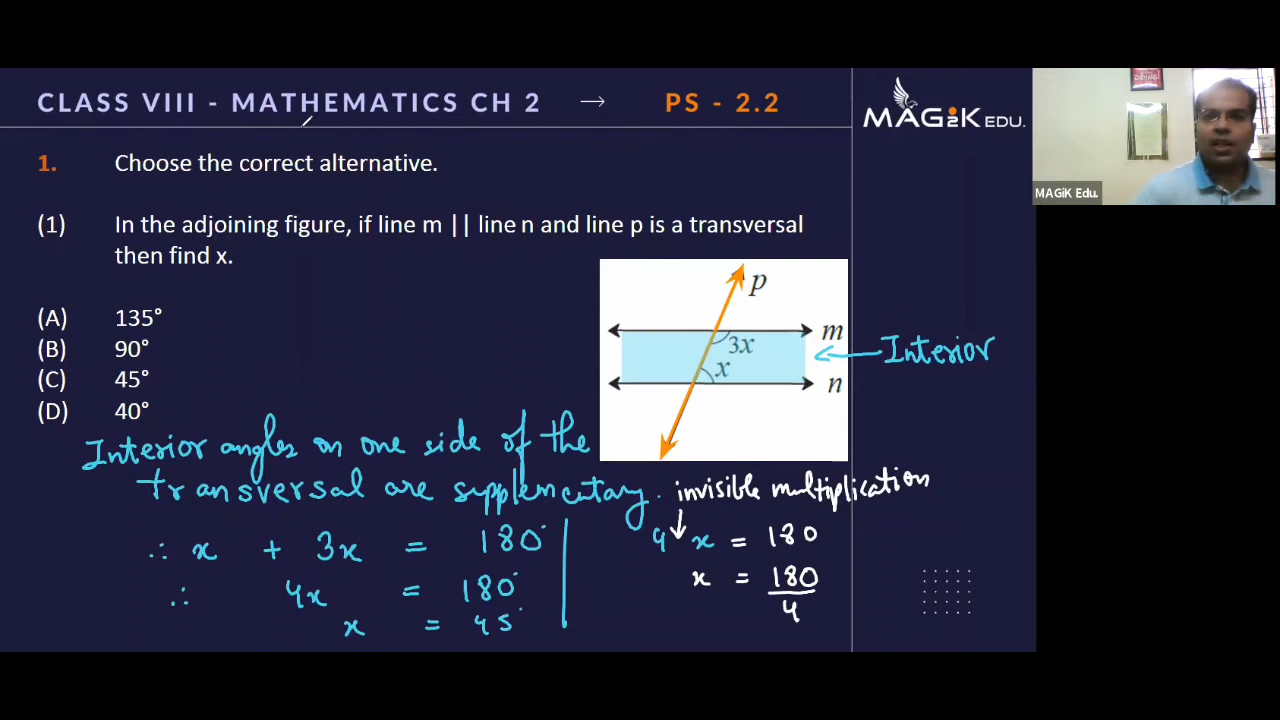 CLASS VIII - MATHEMATICS CH 2 → PS - 2.2
MAGiK EDU.
MAGiK Edu.
1. Choose the correct alternative.
(1) In the adjoining figure, if line m || line n and line p is a transversal
then find x.
(A) 135°
(B) 90°
(C) 45°
(D) 40°
p
m
3x
x
n
Interior
Interior angles on one side of the
transversal are supplementary.
∴ x + 3x = 180°
∴ 4x = 180°
x = 45°
invisible multiplication
4 x = 180
x = 180
4